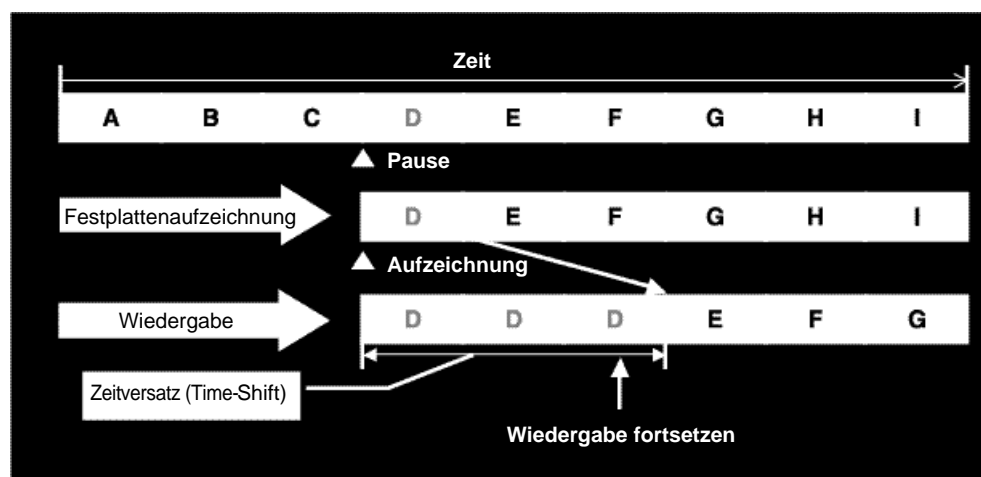 Zeit
A B C D E F G H I
Pause
Festplattenaufzeichnung D E F G H I
Aufzeichnung
Wiedergabe D D D E F G
Zeitversatz (Time-Shift)
Wiedergabe fortsetzen